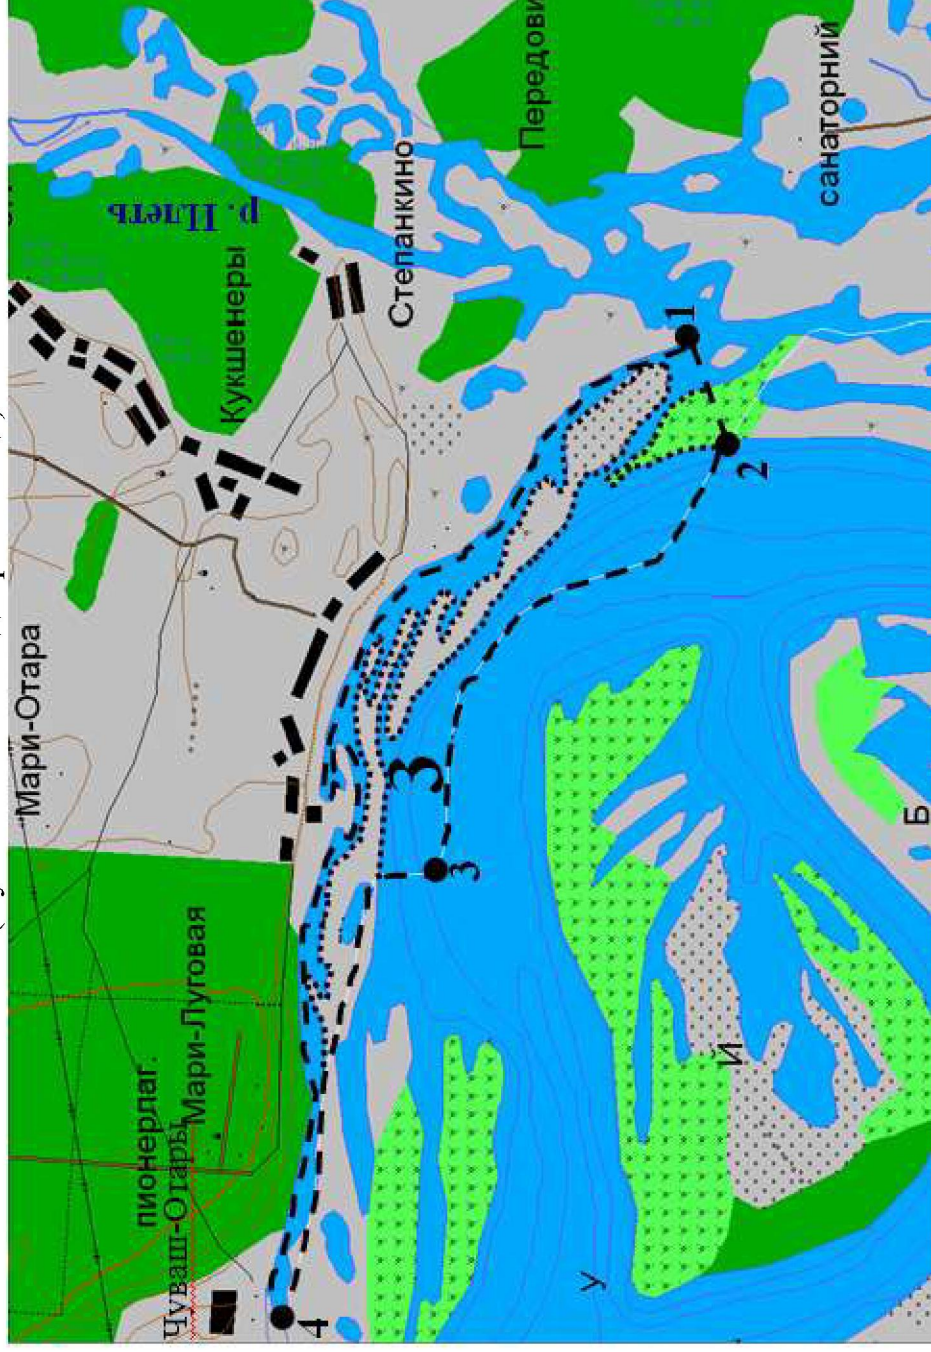 Мари-Отара
Кукшенеры
р. Илеть
Степанкино
Передови
санаторний
1
2
3
3
4
пионерлаг.
Мари-Луговая
Чуваш-Отары
У
Й
Б